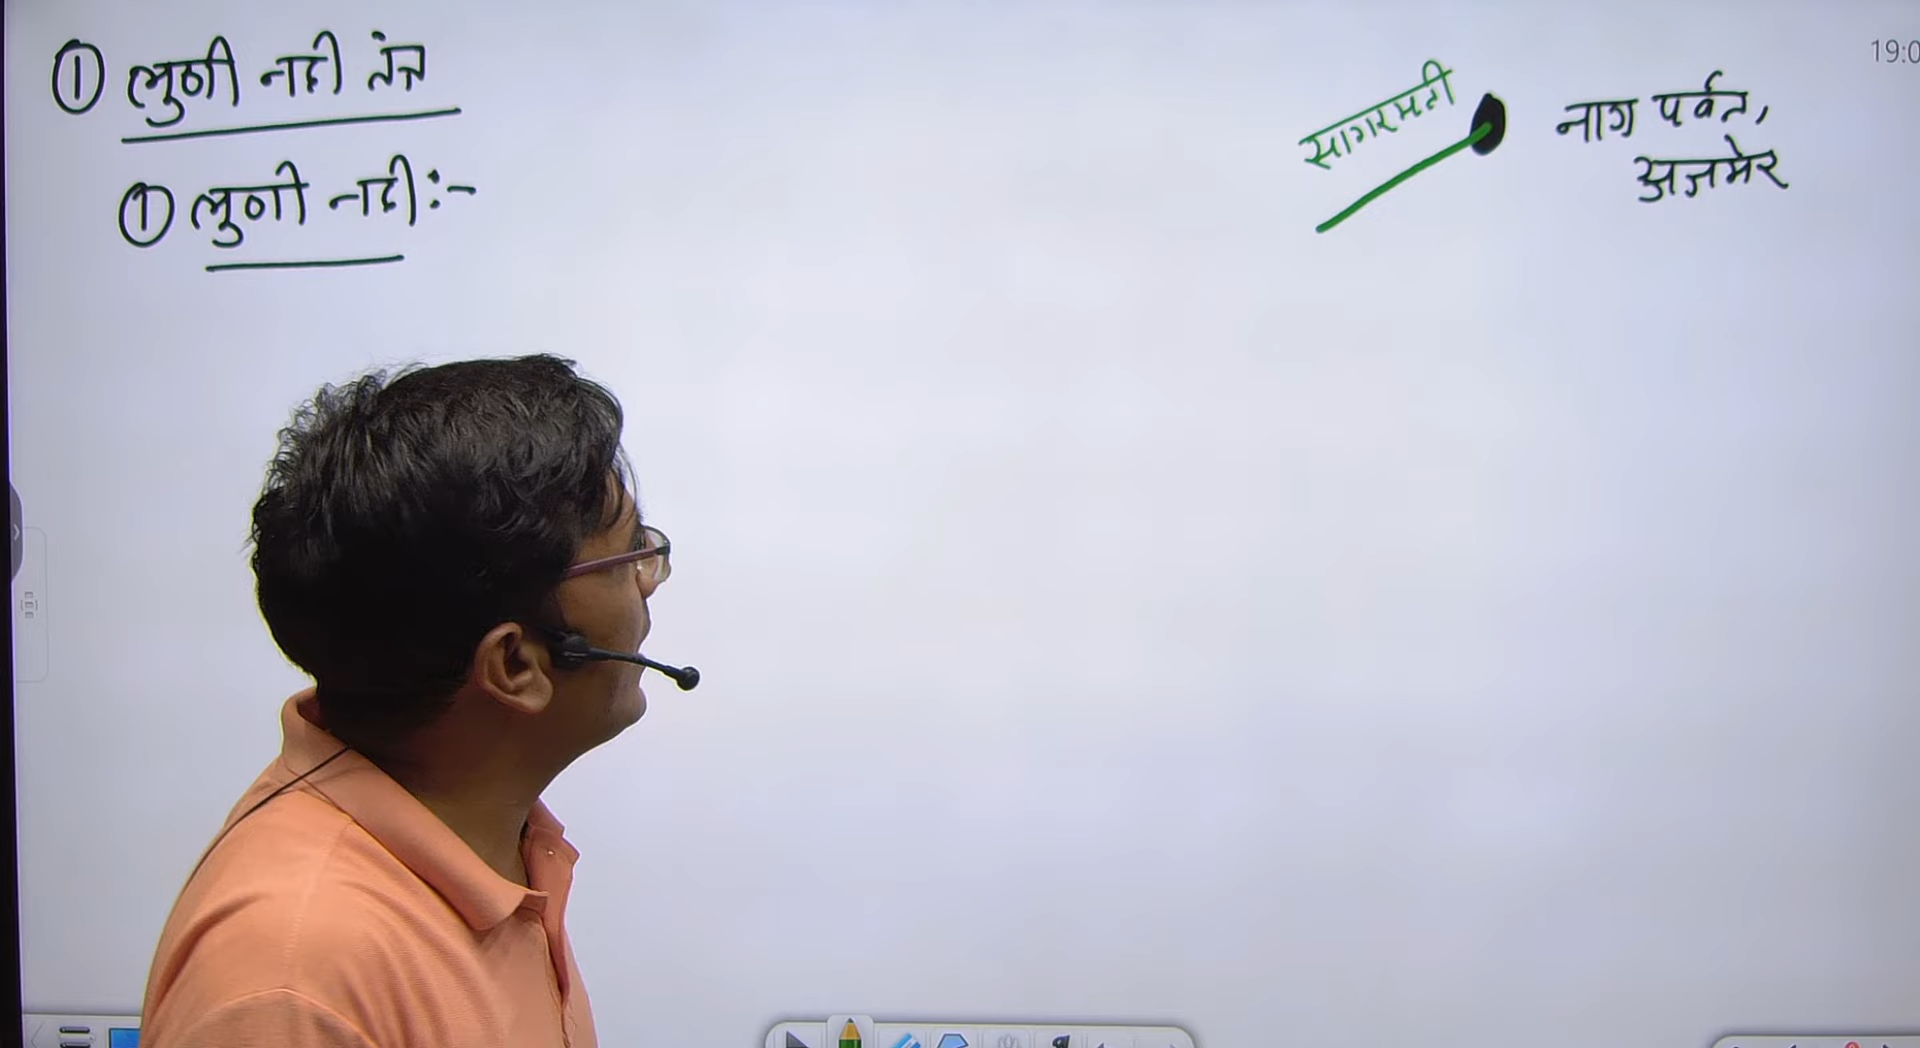 ① लुणी नदी तंत्र
① लुणी नदी:-
सागरमती
नाग पर्वत,
अजमेर
19:0